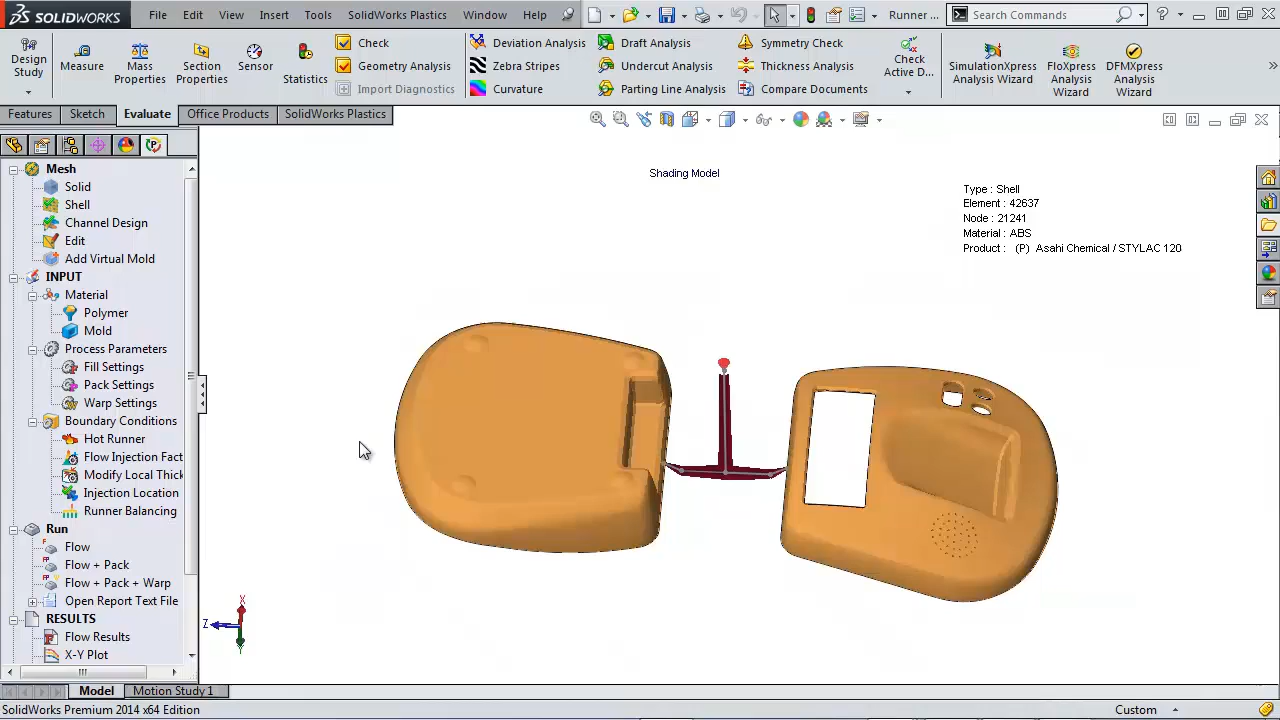 SOLIDWORKS File Edit View Insert Tools SolidWorks Plastics Window Help Runner ... Search Commands
Design Study
Measure
Mass Properties
Section Properties
Sensor
Statistics
Check
Geometry Analysis
Import Diagnostics
Deviation Analysis
Zebra Stripes
Curvature
Draft Analysis
Undercut Analysis
Parting Line Analysis
Symmetry Check
Thickness Analysis
Compare Documents
Check Active D...
SimulationXpress Analysis Wizard
FloXpress Analysis Wizard
DFMXpress Analysis Wizard
Features Sketch Evaluate Office Products SolidWorks Plastics
Mesh
Solid
Shell
Channel Design
Edit
Add Virtual Mold
INPUT
Material
Polymer
Mold
Process Parameters
Fill Settings
Pack Settings
Warp Settings
Boundary Conditions
Hot Runner
Flow Injection Fact
Modify Local Thick
Injection Location
Runner Balancing
Run
Flow
Flow + Pack
Flow + Pack + Warp
Open Report Text File
RESULTS
Flow Results
X-Y Plot
Shading Model
Type : Shell
Element : 42637
Node : 21241
Material : ABS
Product : (P) Asahi Chemical / STYLAC 120
X
Z
Y
Model Motion Study 1
SolidWorks Premium 2014 x64 Edition Custom